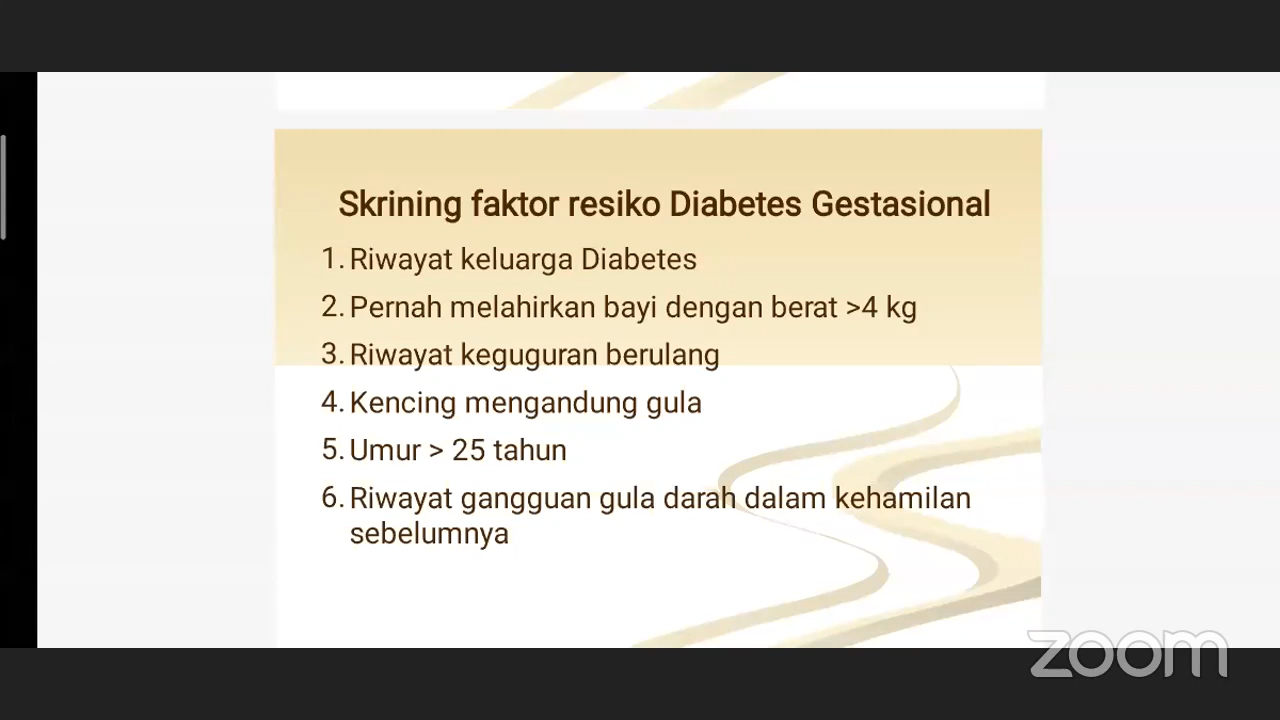 Skrining faktor resiko Diabetes Gestasional
1. Riwayat keluarga Diabetes
2. Pernah melahirkan bayi dengan berat >4 kg
3. Riwayat keguguran berulang
4. Kencing mengandung gula
5. Umur > 25 tahun
6. Riwayat gangguan gula darah dalam kehamilan
sebelumnya
zoom